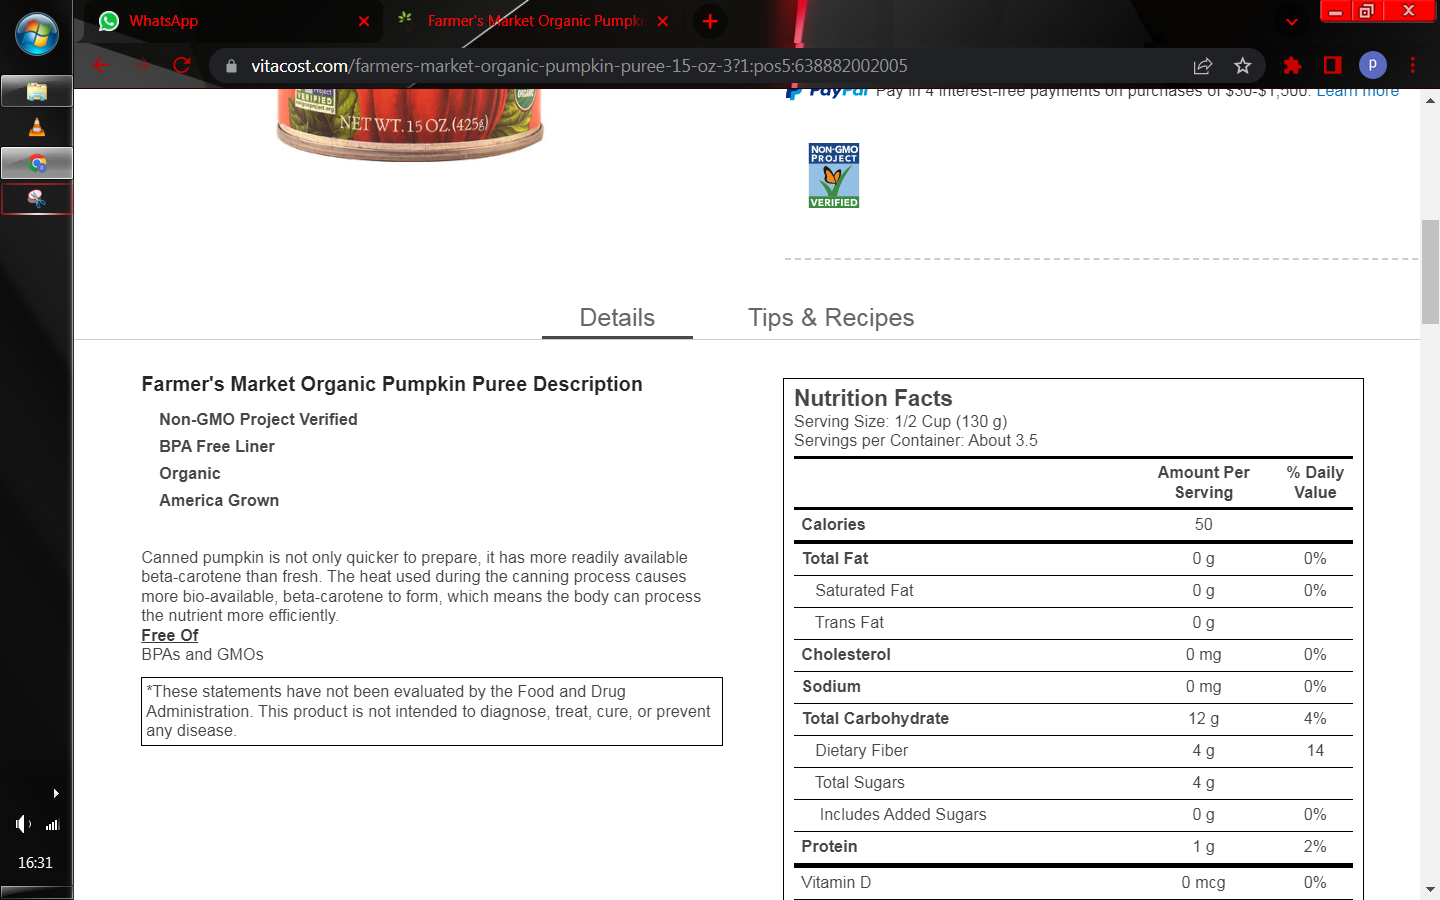 WhatsApp
Farmer's Market Organic Pumpki
vitacost.com/farmers-market-organic-pumpkin-puree-15-oz-3?1:pos5:638882002005
p
PayPal Pay in 4 interest-free payments on purchases of $30-$1,500. Learn more
VERIFIED
ORGANIC
NET WT. 15 OZ. (425g)
NON-GMO
PROJECT
VERIFIED
Details
Tips & Recipes
Farmer's Market Organic Pumpkin Puree Description
Non-GMO Project Verified
BPA Free Liner
Organic
America Grown
Canned pumpkin is not only quicker to prepare, it has more readily available
beta-carotene than fresh. The heat used during the canning process causes
more bio-available, beta-carotene to form, which means the body can process
the nutrient more efficiently.
Free Of
BPAs and GMOs
*These statements have not been evaluated by the Food and Drug
Administration. This product is not intended to diagnose, treat, cure, or prevent
any disease.
Nutrition Facts
Serving Size: 1/2 Cup (130 g)
Servings per Container: About 3.5
Amount Per Serving % Daily Value
Calories 50
Total Fat 0 g 0%
Saturated Fat 0 g 0%
Trans Fat 0 g
Cholesterol 0 mg 0%
Sodium 0 mg 0%
Total Carbohydrate 12 g 4%
Dietary Fiber 4 g 14
Total Sugars 4 g
Includes Added Sugars 0 g 0%
Protein 1 g 2%
Vitamin D 0 mcg 0%
16:31